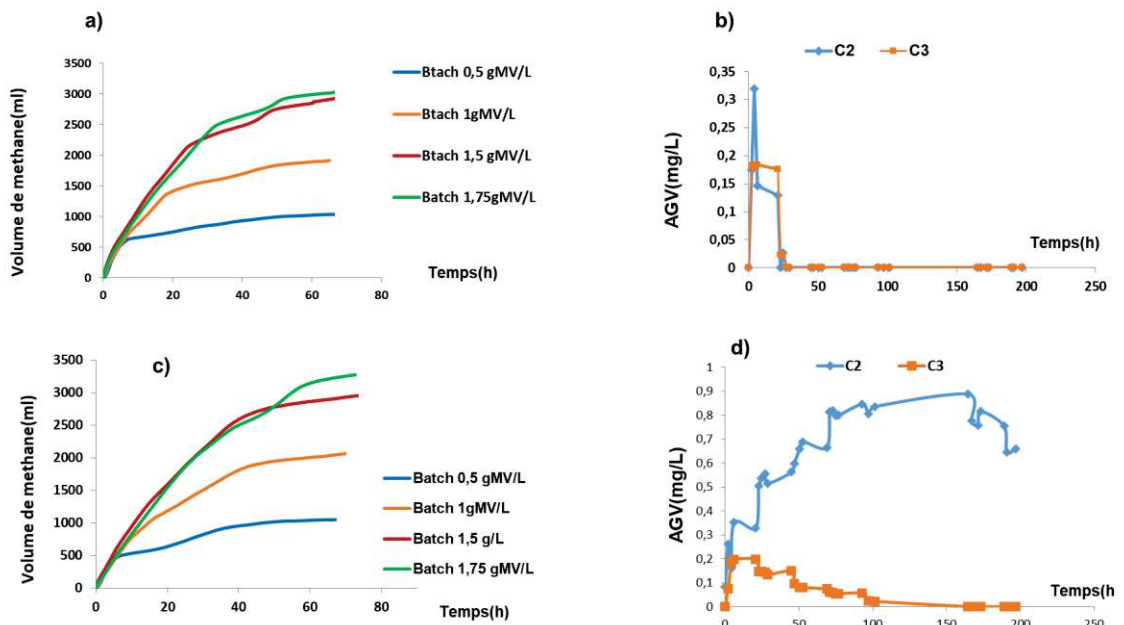 a)
Volume de methane(ml)
3500
3000
2500
2000
1500
1000
500
0
0 20 40 60 80
Temps(h)
Btach 0,5 gMV/L
Btach 1gMV/L
Btach 1,5 gMV/L
Batch 1,75gMV/L
b)
C2 C3
AGV(mg/L)
0,35
0,3
0,25
0,2
0,15
0,1
0,05
0
0 50 100 150 200 250
Temps(h)
c)
Volume de methane(ml)
3500
3000
2500
2000
1500
1000
500
0
0 20 40 60 80
Temps(h)
Batch 0,5 gMV/L
Batch 1gMV/L
Batch 1,5 g/L
Batch 1,75 gMV/L
d)
C2 C3
AGV(mg/L)
1
0,9
0,8
0,7
0,6
0,5
0,4
0,3
0,2
0,1
0
0 50 100 150 200 250
Temps(h